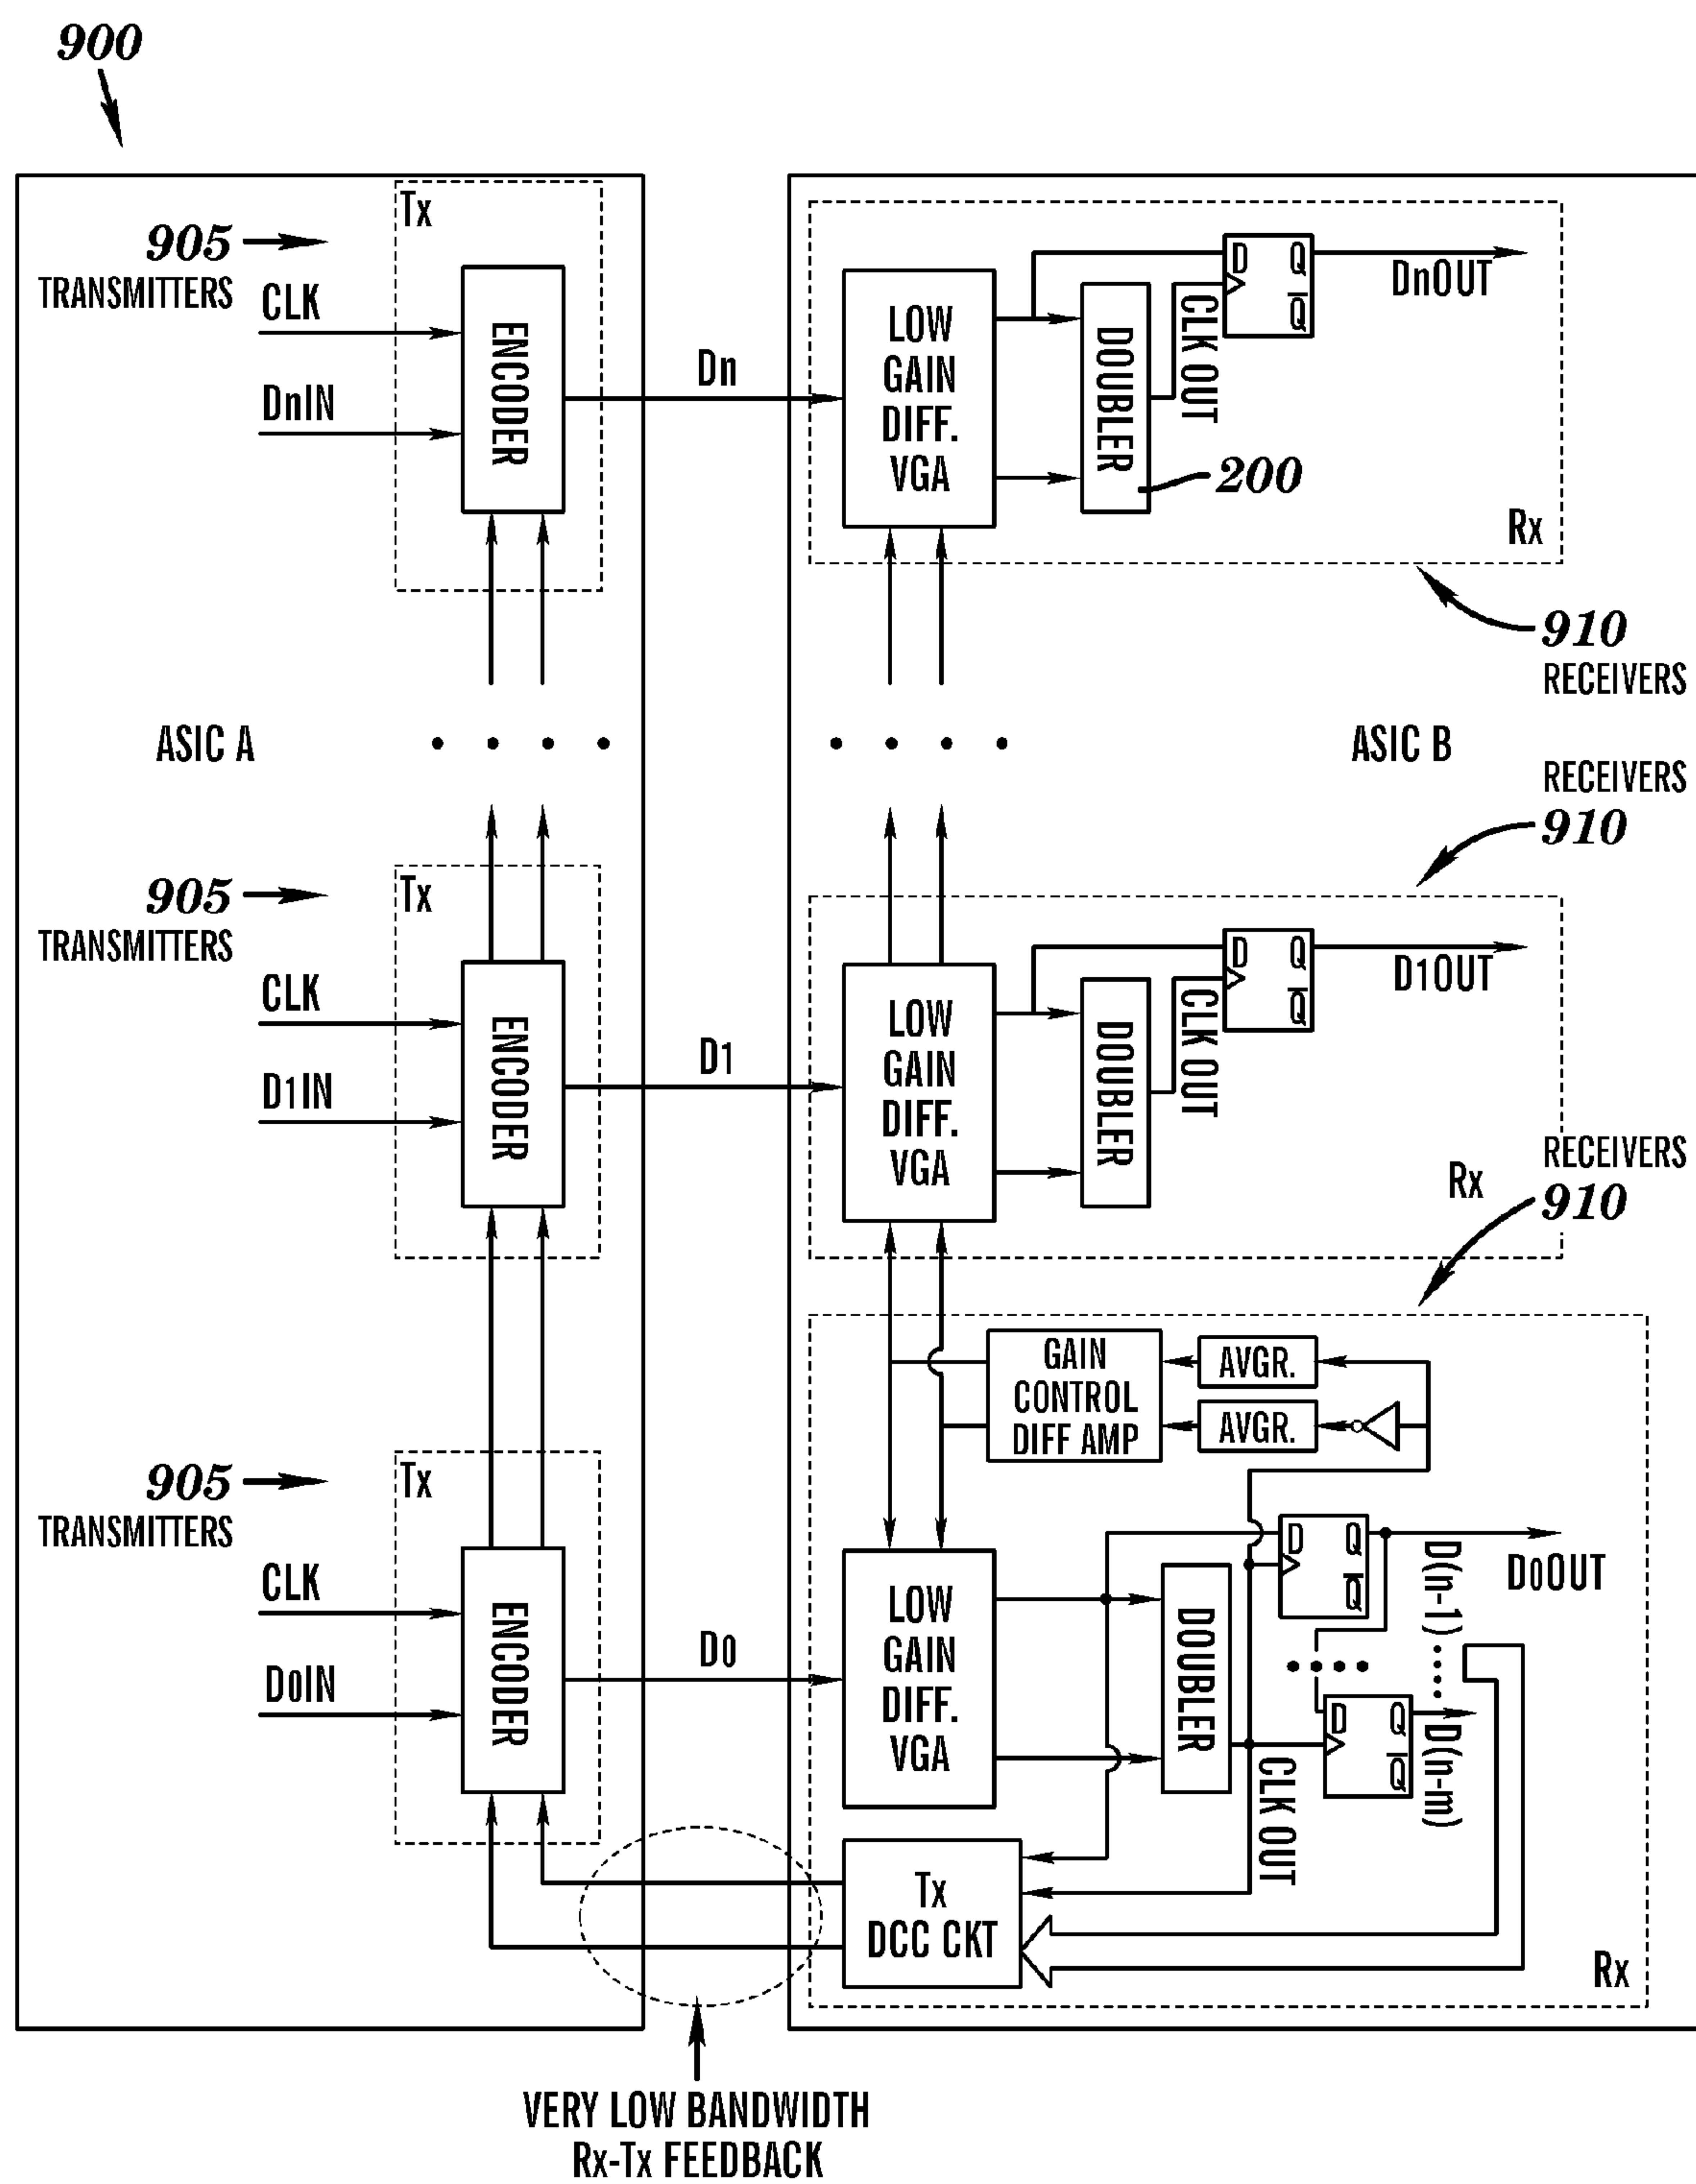 900
Tx
905
TRANSMITTERS
CLK
DnIN
ENCODER
Dn
LOW
GAIN
DIFF.
VGA
DOUBLER
CLK OUT
D Q
Q̅
DnOUT
200
Rx
910
RECEIVERS
ASIC A
ASIC B
RECEIVERS
910
Tx
905
TRANSMITTERS
CLK
D1IN
ENCODER
D1
LOW
GAIN
DIFF.
VGA
DOUBLER
CLK OUT
D Q
Q̅
D1OUT
Rx
RECEIVERS
910
GAIN
CONTROL
DIFF AMP
AVGR.
AVGR.
Tx
905
TRANSMITTERS
CLK
D0IN
ENCODER
D0
LOW
GAIN
DIFF.
VGA
DOUBLER
CLK OUT
D Q
Q̅
D0OUT
D(n-1)
D Q
Q̅
D(n-m)
Tx
DCC CKT
Rx
VERY LOW BANDWIDTH
Rx-Tx FEEDBACK